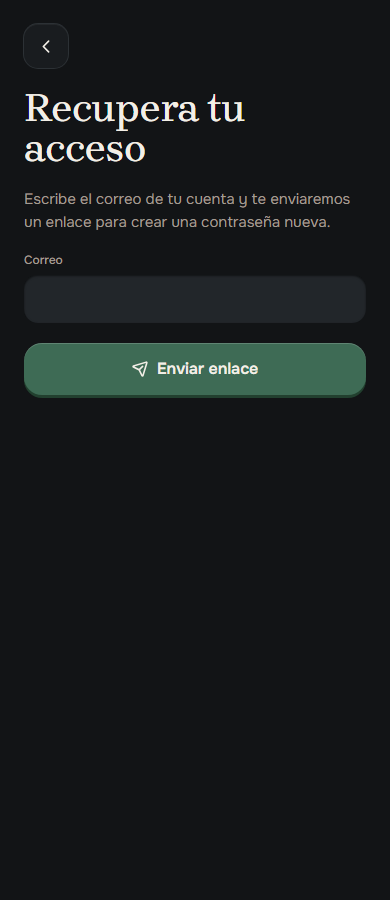 Recupera tu
acceso
Escribe el correo de tu cuenta y te enviaremos
un enlace para crear una contraseña nueva.
Correo
Enviar enlace